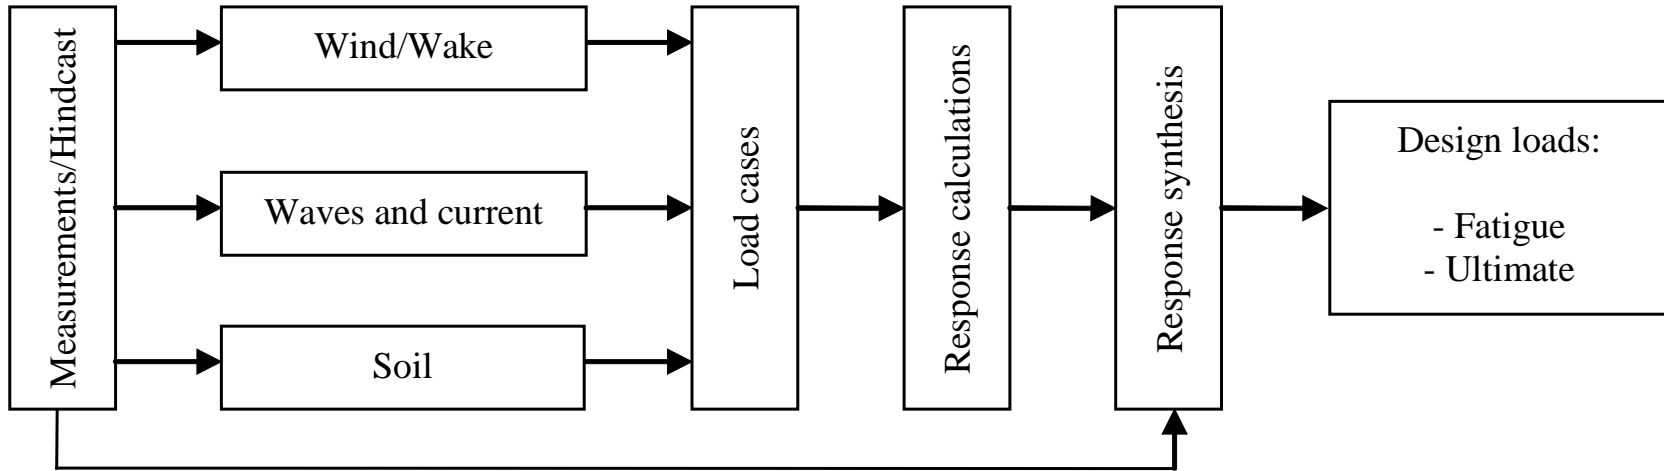 Measurements/Hindcast
Wind/Wake
Waves and current
Soil
Load cases
Response calculations
Response synthesis
Design loads:
- Fatigue
- Ultimate